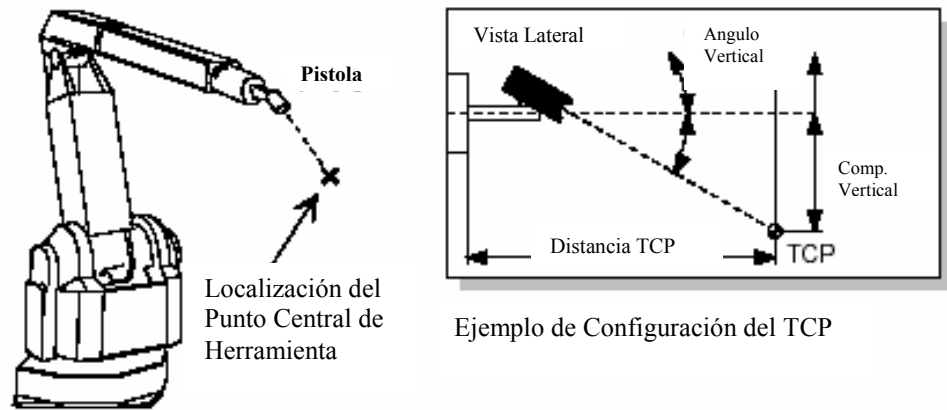 Pistola
Localización del
Punto Central de
Herramienta
Vista Lateral
Angulo
Vertical
Comp.
Vertical
Distancia TCP
TCP
Ejemplo de Configuración del TCP